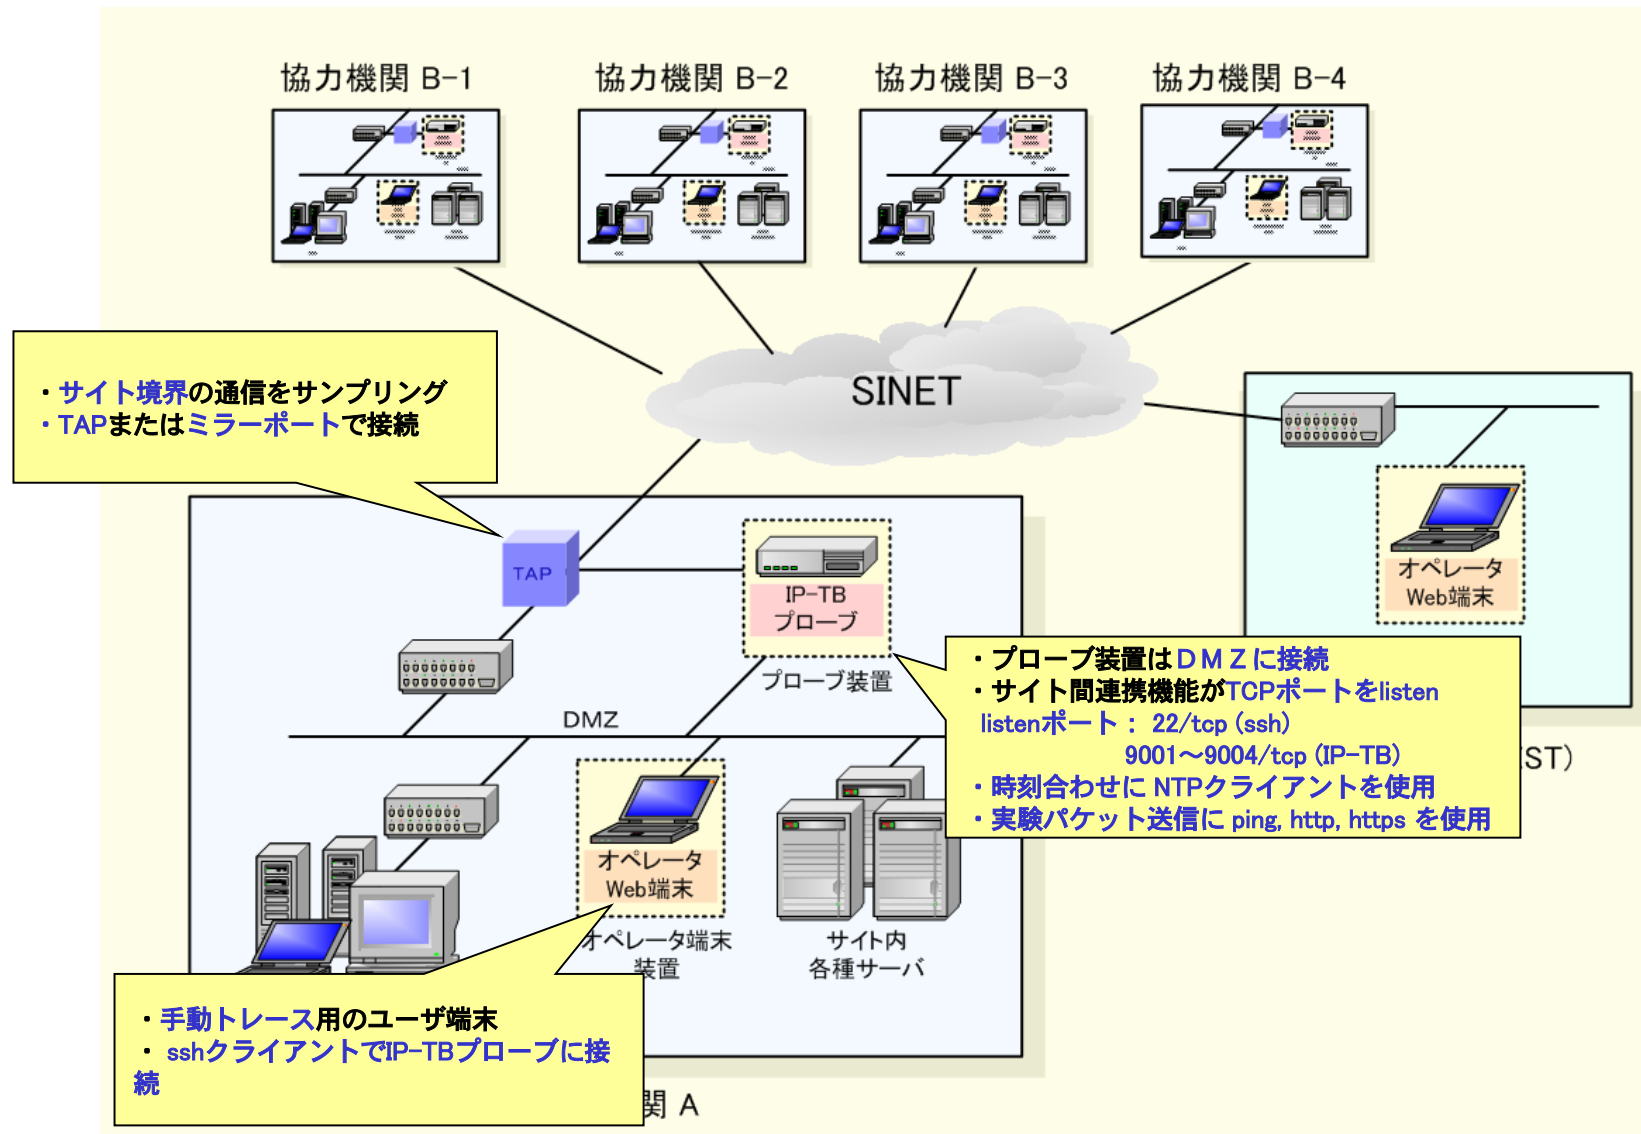 協力機関 B-1
協力機関 B-2
協力機関 B-3
協力機関 B-4
・サイト境界の通信をサンプリング
・TAPまたはミラーポートで接続
SINET
TAP
IP-TB
プローブ
プローブ装置
オペレータ
Web端末
・プローブ装置はDMZに接続
・サイト間連携機能がTCPポートをlisten
listenポート： 22/tcp (ssh)
9001～9004/tcp (IP-TB)
・時刻合わせに NTPクライアントを使用
・実験パケット送信に ping, http, https を使用
ST)
DMZ
オペレータ
Web端末
オペレータ端末
装置
サイト内
各種サーバ
・手動トレース用のユーザ端末
・ sshクライアントでIP-TBプローブに接
続
関 A